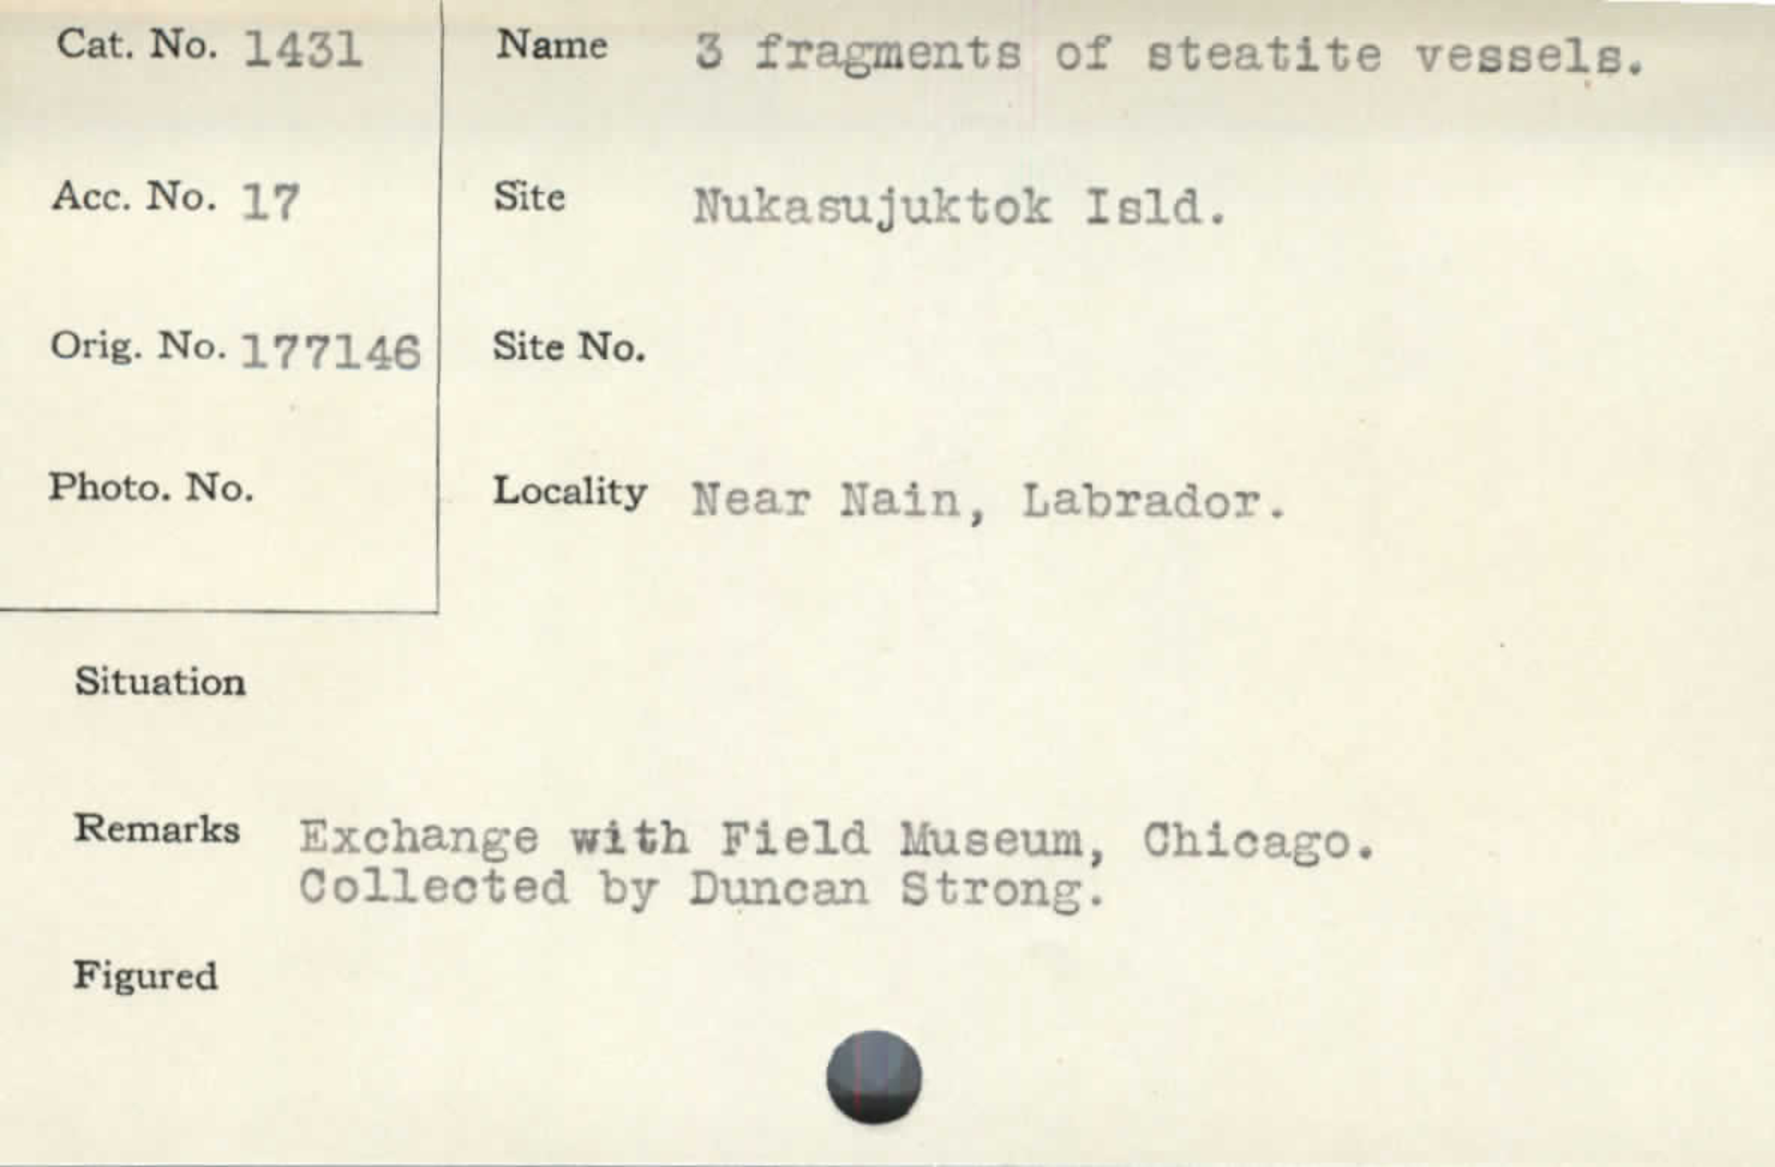 Cat. No. 1431
Name 3 fragments of steatite vessels.
Acc. No. 17
Site Nukasujuktok Isld.
Orig. No. 177146
Site No.
Photo. No.
Locality Near Nain, Labrador.
Situation
Remarks Exchange with Field Museum, Chicago.
Collected by Duncan Strong.
Figured